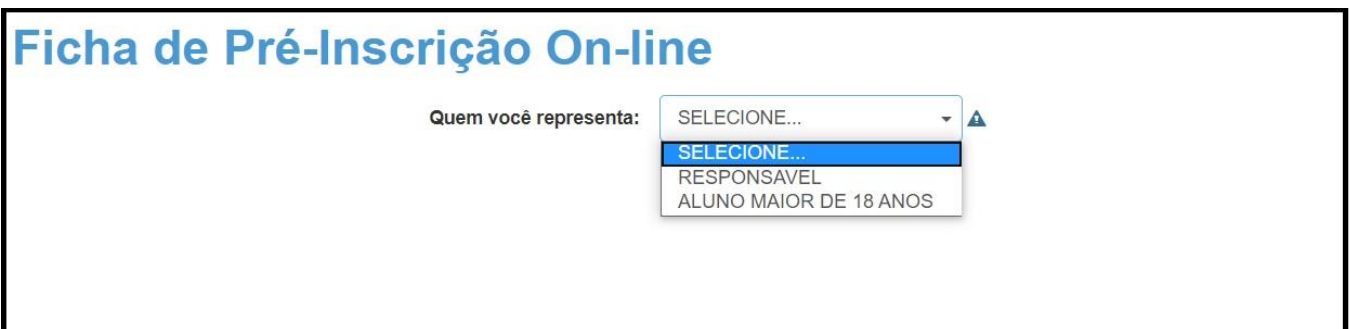 Ficha de Pré-Inscrição On-line
Quem você representa: SELECIONE...
SELECIONE...
RESPONSAVEL
ALUNO MAIOR DE 18 ANOS